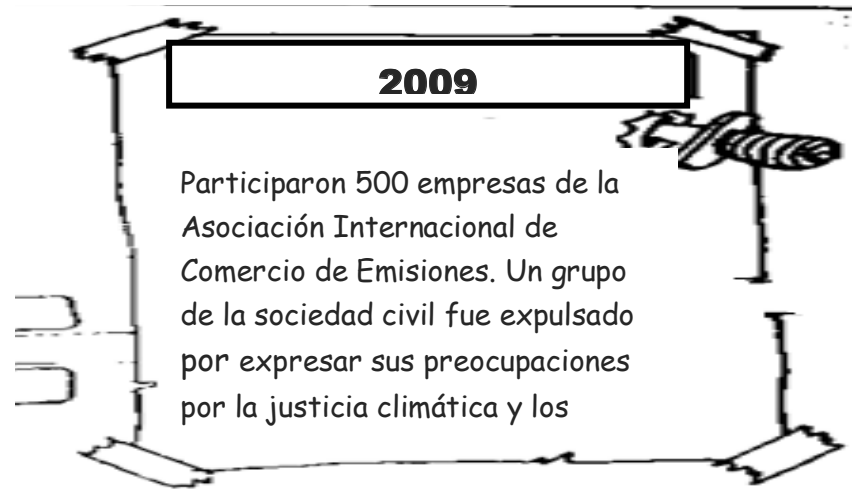 2009
Participaron 500 empresas de la
Asociación Internacional de
Comercio de Emisiones. Un grupo
de la sociedad civil fue expulsado
por expresar sus preocupaciones
por la justicia climática y los